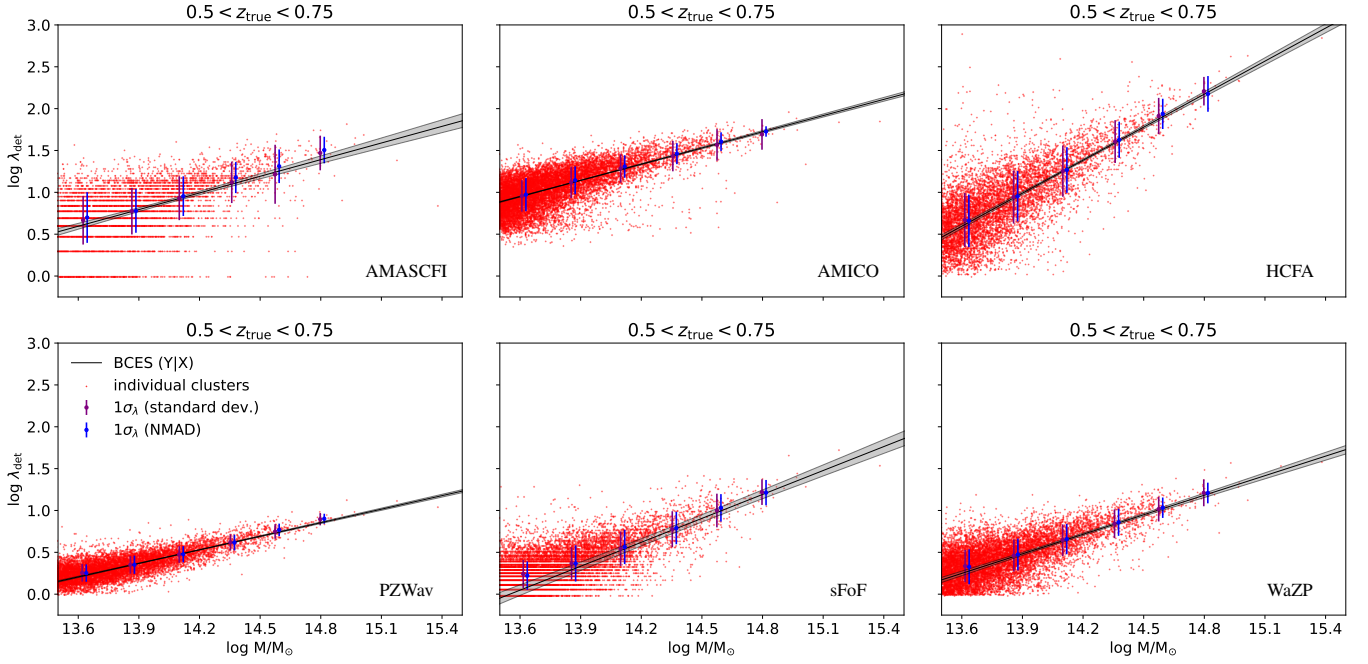 0.5 < z_true < 0.75
0.5 < z_true < 0.75
0.5 < z_true < 0.75
3.0
2.5
2.0
1.5
1.0
0.5
0.0
log λ_det
AMASCFI
AMICO
HCFA
0.5 < z_true < 0.75
0.5 < z_true < 0.75
0.5 < z_true < 0.75
3.0
2.5
2.0
1.5
1.0
0.5
0.0
log λ_det
BCES (Y|X)
individual clusters
1σ_λ (standard dev.)
1σ_λ (NMAD)
PZWav
sFoF
WaZP
13.6 13.9 14.2 14.5 14.8 15.1 15.4
13.6 13.9 14.2 14.5 14.8 15.1 15.4
13.6 13.9 14.2 14.5 14.8 15.1 15.4
log M/M_⊙
log M/M_⊙
log M/M_⊙